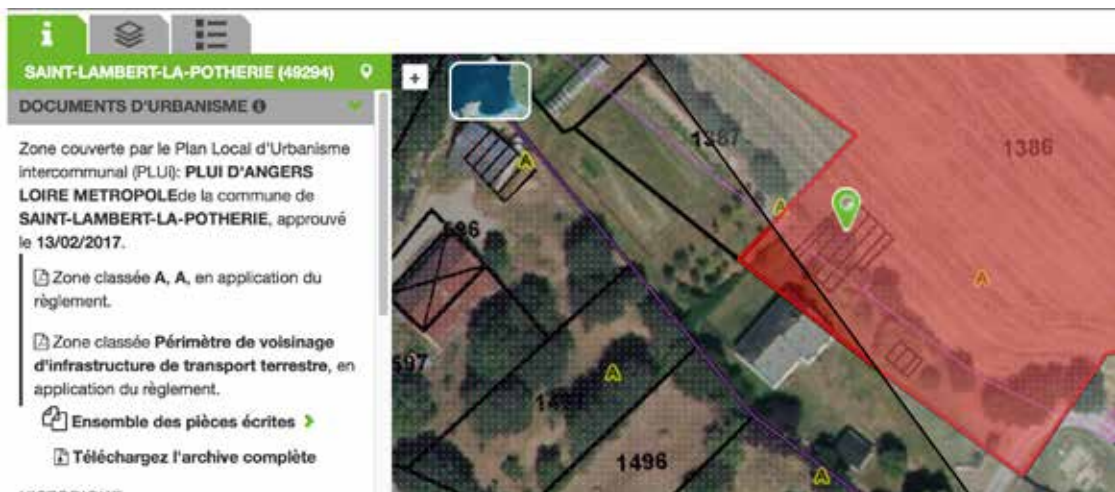 i
SAINT-LAMBERT-LA-POTHERIE (49294)
DOCUMENTS D'URBANISME
Zone couverte par le Plan Local d'Urbanisme
intercommunal (PLUi): PLUI D'ANGERS
LOIRE METROPOLEde la commune de
SAINT-LAMBERT-LA-POTHERIE, approuvé
le 13/02/2017.
Zone classée A, A, en application du
règlement.
Zone classée Périmètre de voisinage
d'infrastructure de transport terrestre, en
application du règlement.
Ensemble des pièces écrites >
Téléchargez l'archive complète
+
1387
1386
A
A
A
A
A
1496